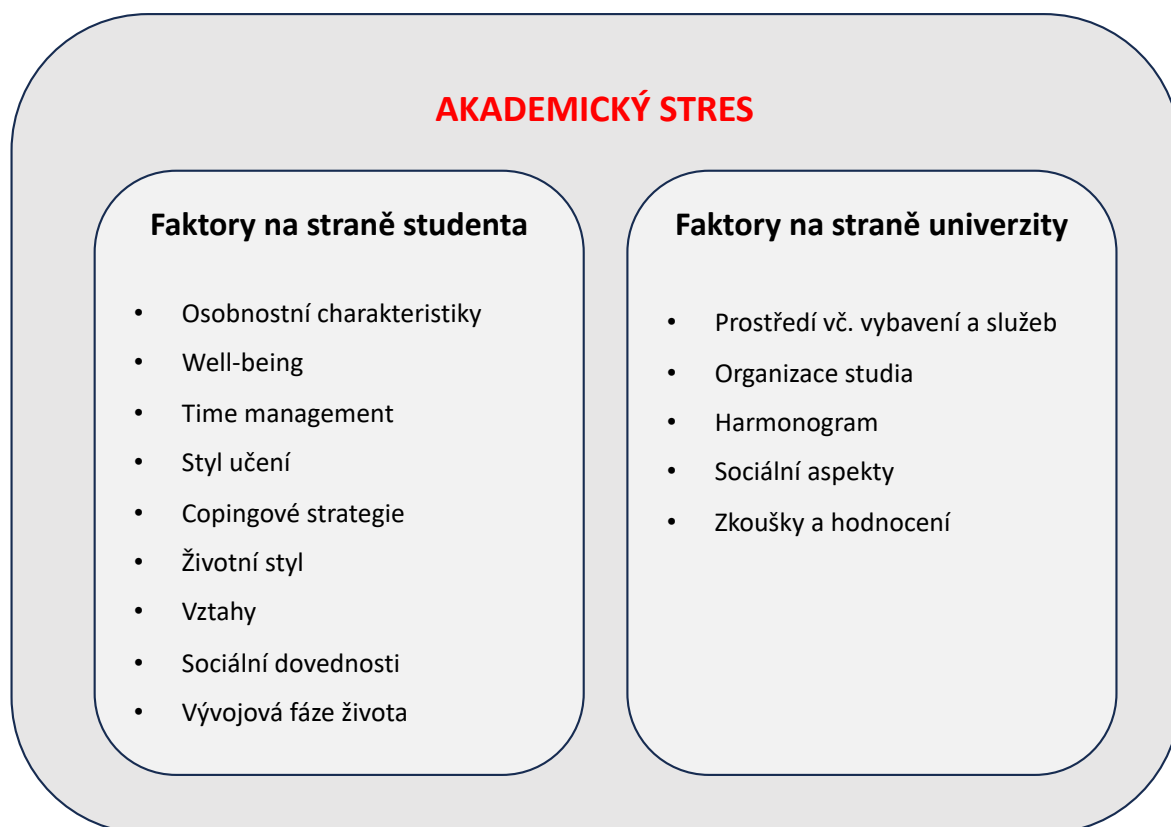 AKADEMICKÝ STRES
Faktory na straně studenta
• Osobnostní charakteristiky
• Well-being
• Time management
• Styl učení
• Copingové strategie
• Životní styl
• Vztahy
• Sociální dovednosti
• Vývojová fáze života
Faktory na straně univerzity
• Prostředí vč. vybavení a služeb
• Organizace studia
• Harmonogram
• Sociální aspekty
• Zkoušky a hodnocení